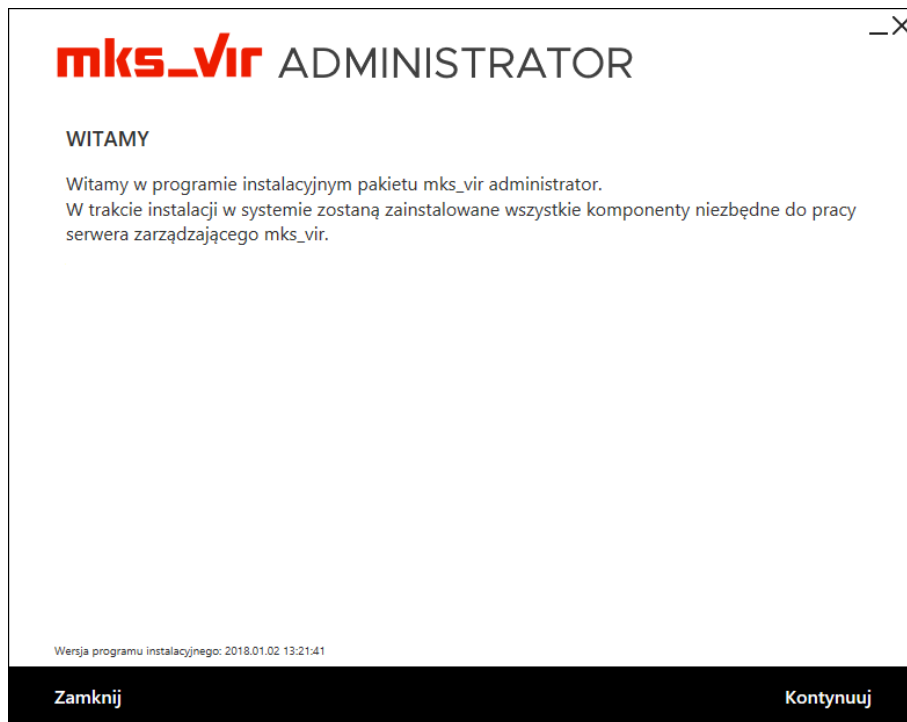 mks_vir ADMINISTRATOR
WITAMY
Witamy w programie instalacyjnym pakietu mks_vir administrator.
W trakcie instalacji w systemie zostaną zainstalowane wszystkie komponenty niezbędne do pracy
serwera zarządzającego mks_vir.
Wersja programu instalacyjnego: 2018.01.02 13:21:41
Zamknij Kontynuuj